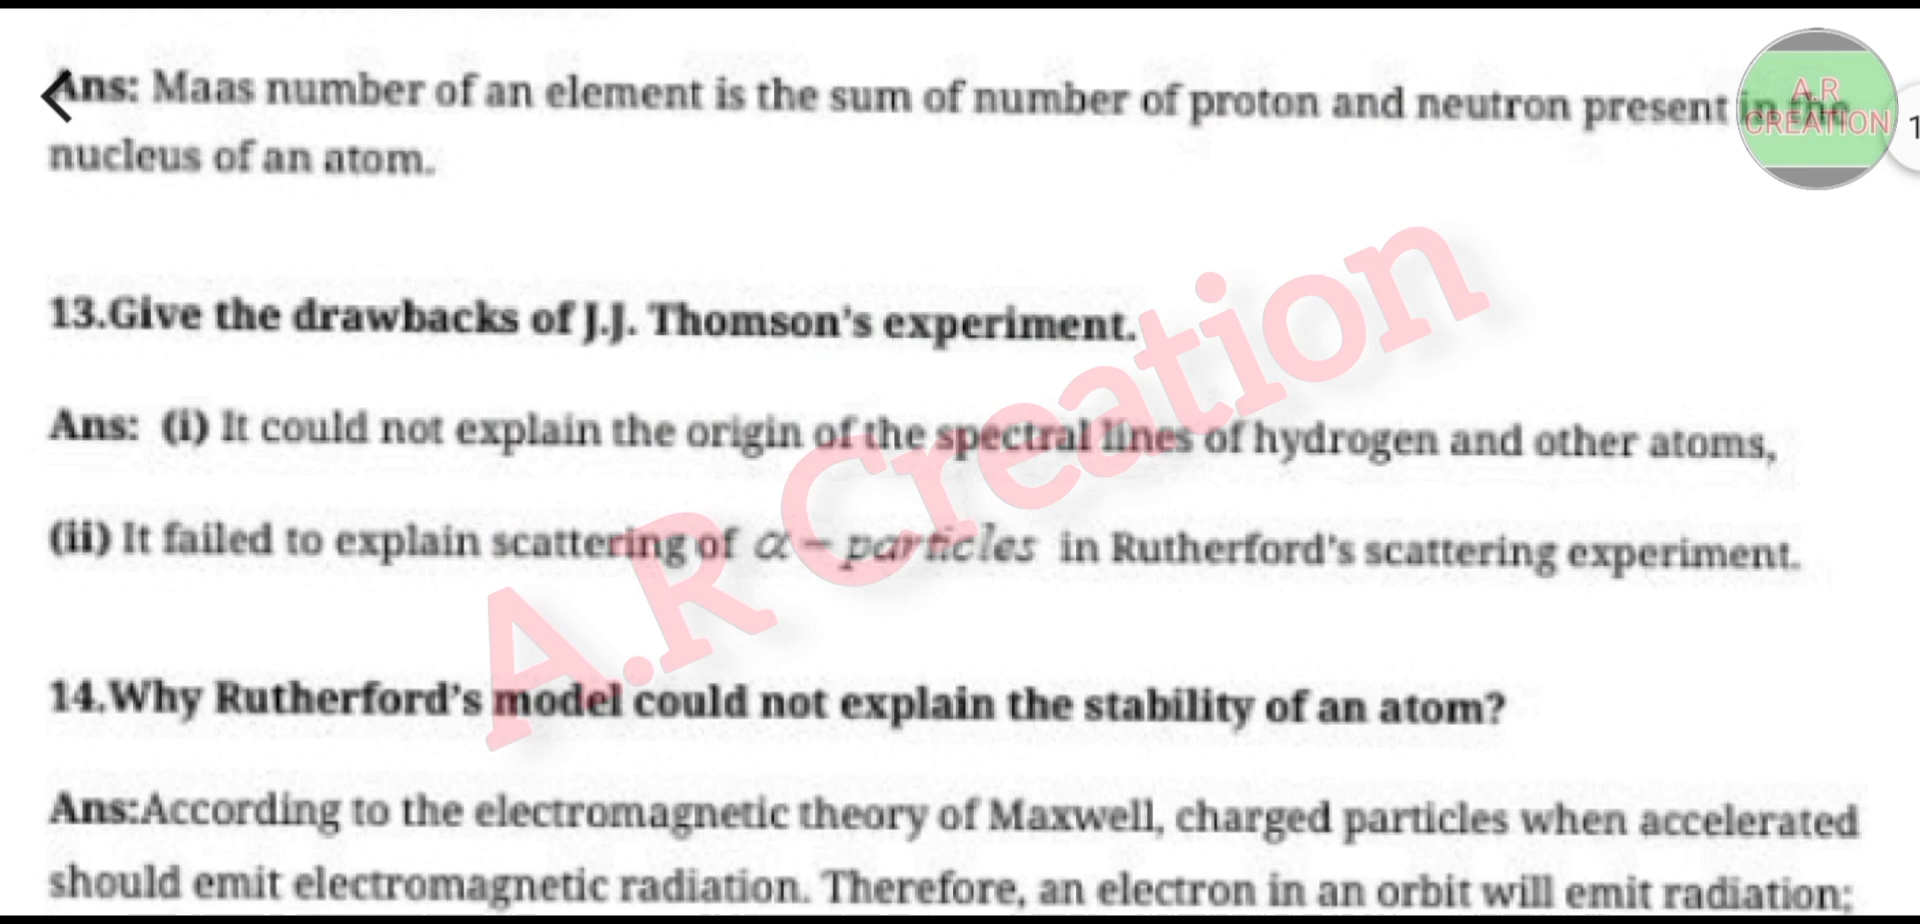 Ans: Maas number of an element is the sum of number of proton and neutron present in the
nucleus of an atom.
A.R
CREATION
1
13.Give the drawbacks of J.J. Thomson's experiment.
Ans: (i) It could not explain the origin of the spectral lines of hydrogen and other atoms,
(ii) It failed to explain scattering of α – particles in Rutherford's scattering experiment.
A.R Creation
14.Why Rutherford's model could not explain the stability of an atom?
Ans:According to the electromagnetic theory of Maxwell, charged particles when accelerated
should emit electromagnetic radiation. Therefore, an electron in an orbit will emit radiation;